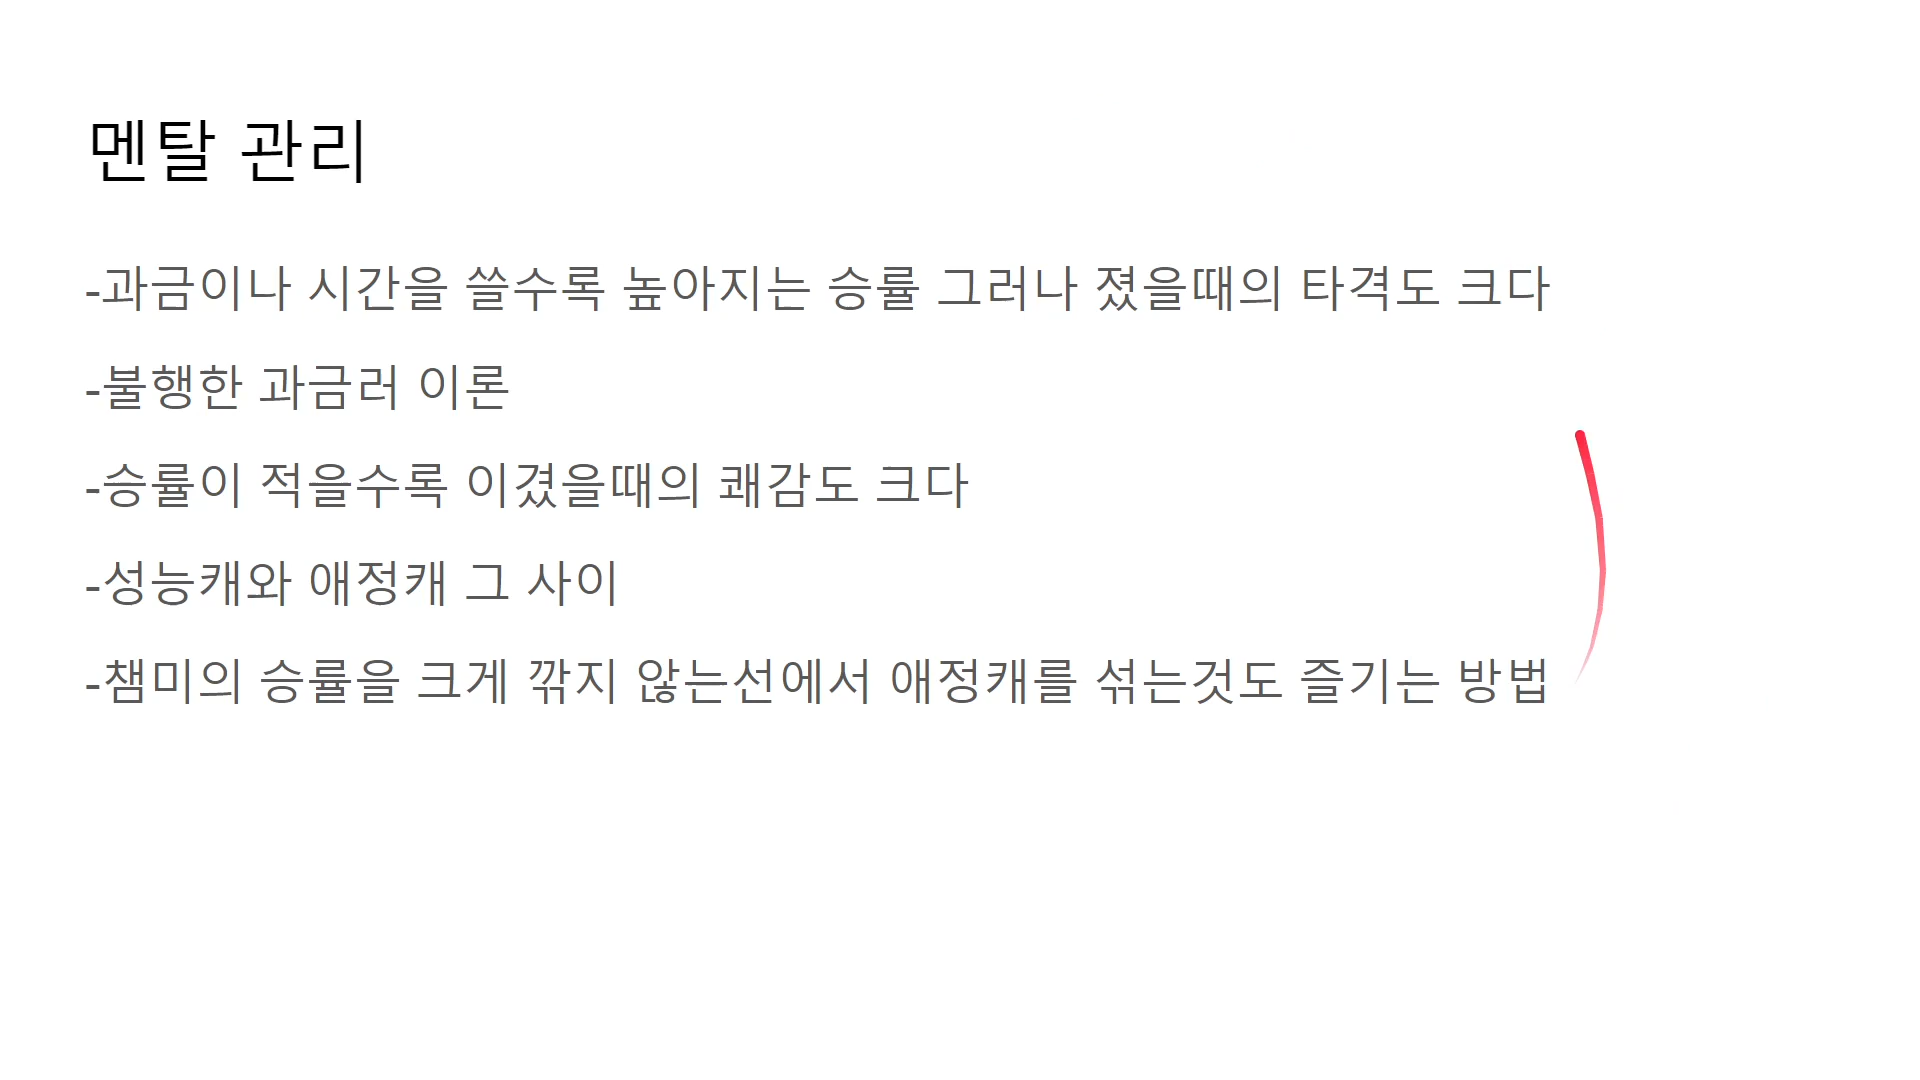 멘탈 관리
-과금이나 시간을 쓸수록 높아지는 승률 그러나 졌을때의 타격도 크다
-불행한 과금러 이론
-승률이 적을수록 이겼을때의 쾌감도 크다
-성능캐와 애정캐 그 사이
-챔미의 승률을 크게 깎지 않는선에서 애정캐를 섞는것도 즐기는 방법